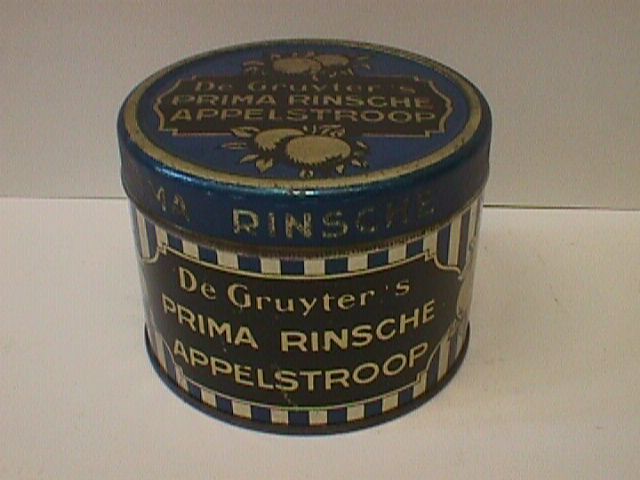 De Gruyter's
PRIMA RINSCHE
APPELSTROOP
MA RINSCHE
De Gruyter's
PRIMA RINSCHE
APPELSTROOP